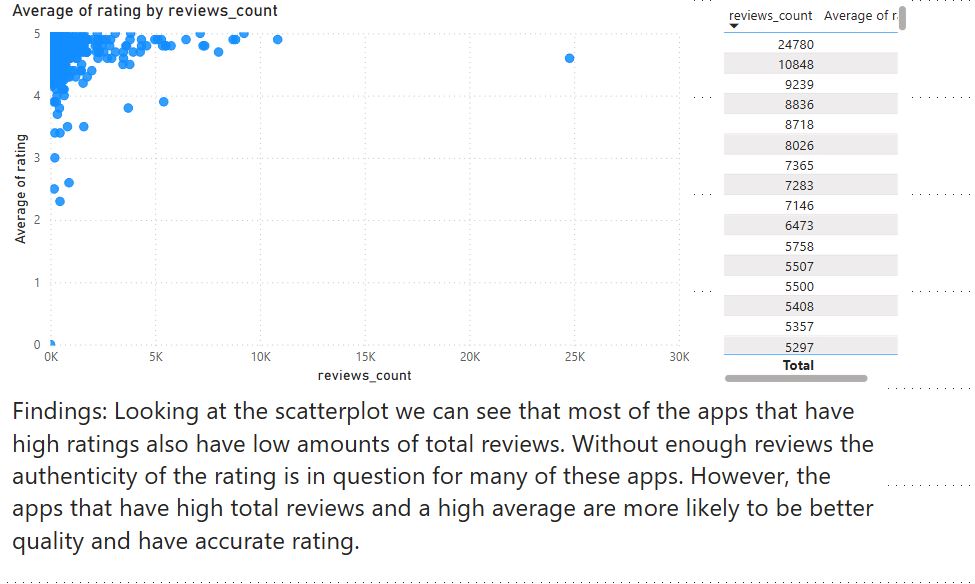 Average of rating by reviews_count
5
4
3
2
1
0
Average of rating
0K 5K 10K 15K 20K 25K 30K
reviews_count
reviews_count Average of r
24780
10848
9239
8836
8718
8026
7365
7283
7146
6473
5758
5507
5500
5408
5357
5297
Total
Findings: Looking at the scatterplot we can see that most of the apps that have
high ratings also have low amounts of total reviews. Without enough reviews the
authenticity of the rating is in question for many of these apps. However, the
apps that have high total reviews and a high average are more likely to be better
quality and have accurate rating.